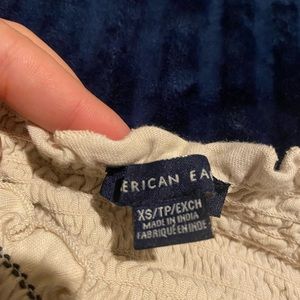 ERICAN EA
XS/TP/EXCH
MADE IN INDIA
FABRIQUÉ EN INDE